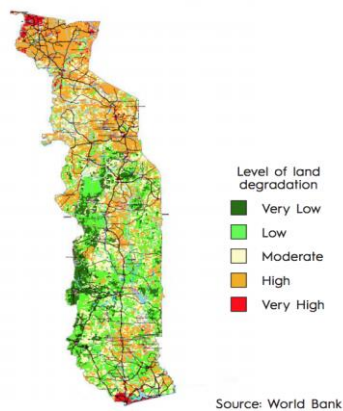 Level of land
degradation
Very Low
Low
Moderate
High
Very High
Source: World Bank